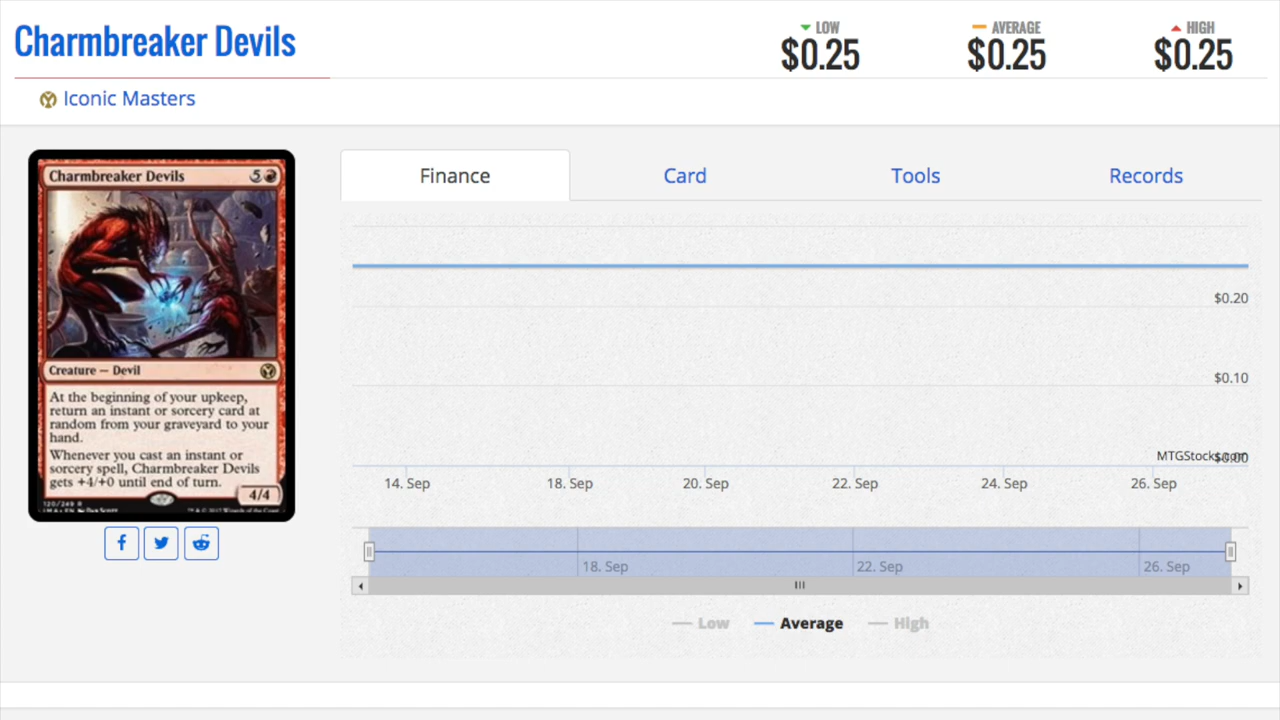 Charmbreaker Devils
LOW
$0.25
AVERAGE
$0.25
HIGH
$0.25
Iconic Masters
Charmbreaker Devils 5
Creature — Devil
At the beginning of your upkeep,
return an instant or sorcery card at
random from your graveyard to your
hand.
Whenever you cast an instant or
sorcery spell, Charmbreaker Devils
gets +4/+0 until end of turn.
4/4
120/249 R
Finance
Card
Tools
Records
$0.20
$0.10
$0.00
MTGStocks.com
14. Sep
18. Sep
20. Sep
22. Sep
24. Sep
26. Sep
18. Sep
22. Sep
26. Sep
Low
Average
High